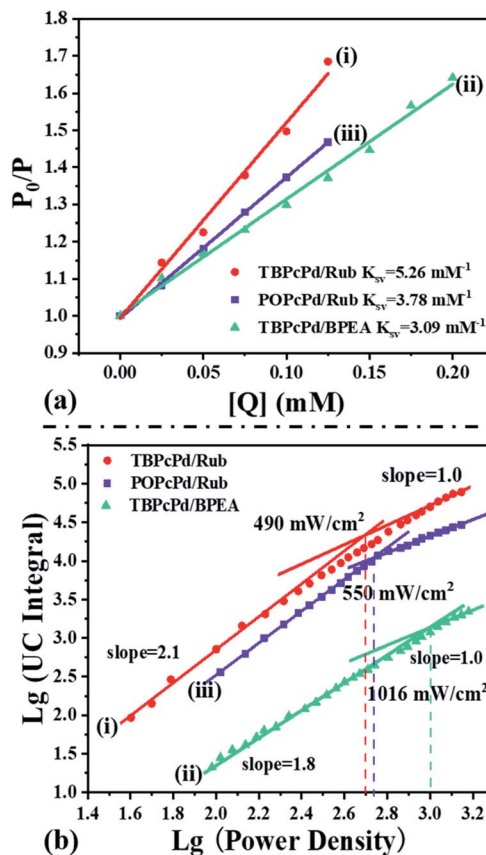 1.8
1.7
1.6
1.5
1.4
1.3
1.2
1.1
1.0
0.9
P₀/P
(i)
(ii)
(iii)
TBPcPd/Rub Kₛᵥ=5.26 mM⁻¹
POPcPd/Rub Kₛᵥ=3.78 mM⁻¹
TBPcPd/BPEA Kₛᵥ=3.09 mM⁻¹
0.00 0.05 0.10 0.15 0.20
(a) [Q] (mM)
5.5
5.0
4.5
4.0
3.5
3.0
2.5
2.0
1.5
1.0
Lg (UC Integral)
TBPcPd/Rub
POPcPd/Rub
TBPcPd/BPEA
slope=1.0
490 mW/cm²
550 mW/cm²
slope=2.1
slope=1.0
1016 mW/cm²
(iii)
(i)
(ii)
slope=1.8
1.4 1.6 1.8 2.0 2.2 2.4 2.6 2.8 3.0 3.2
(b) Lg (Power Density)